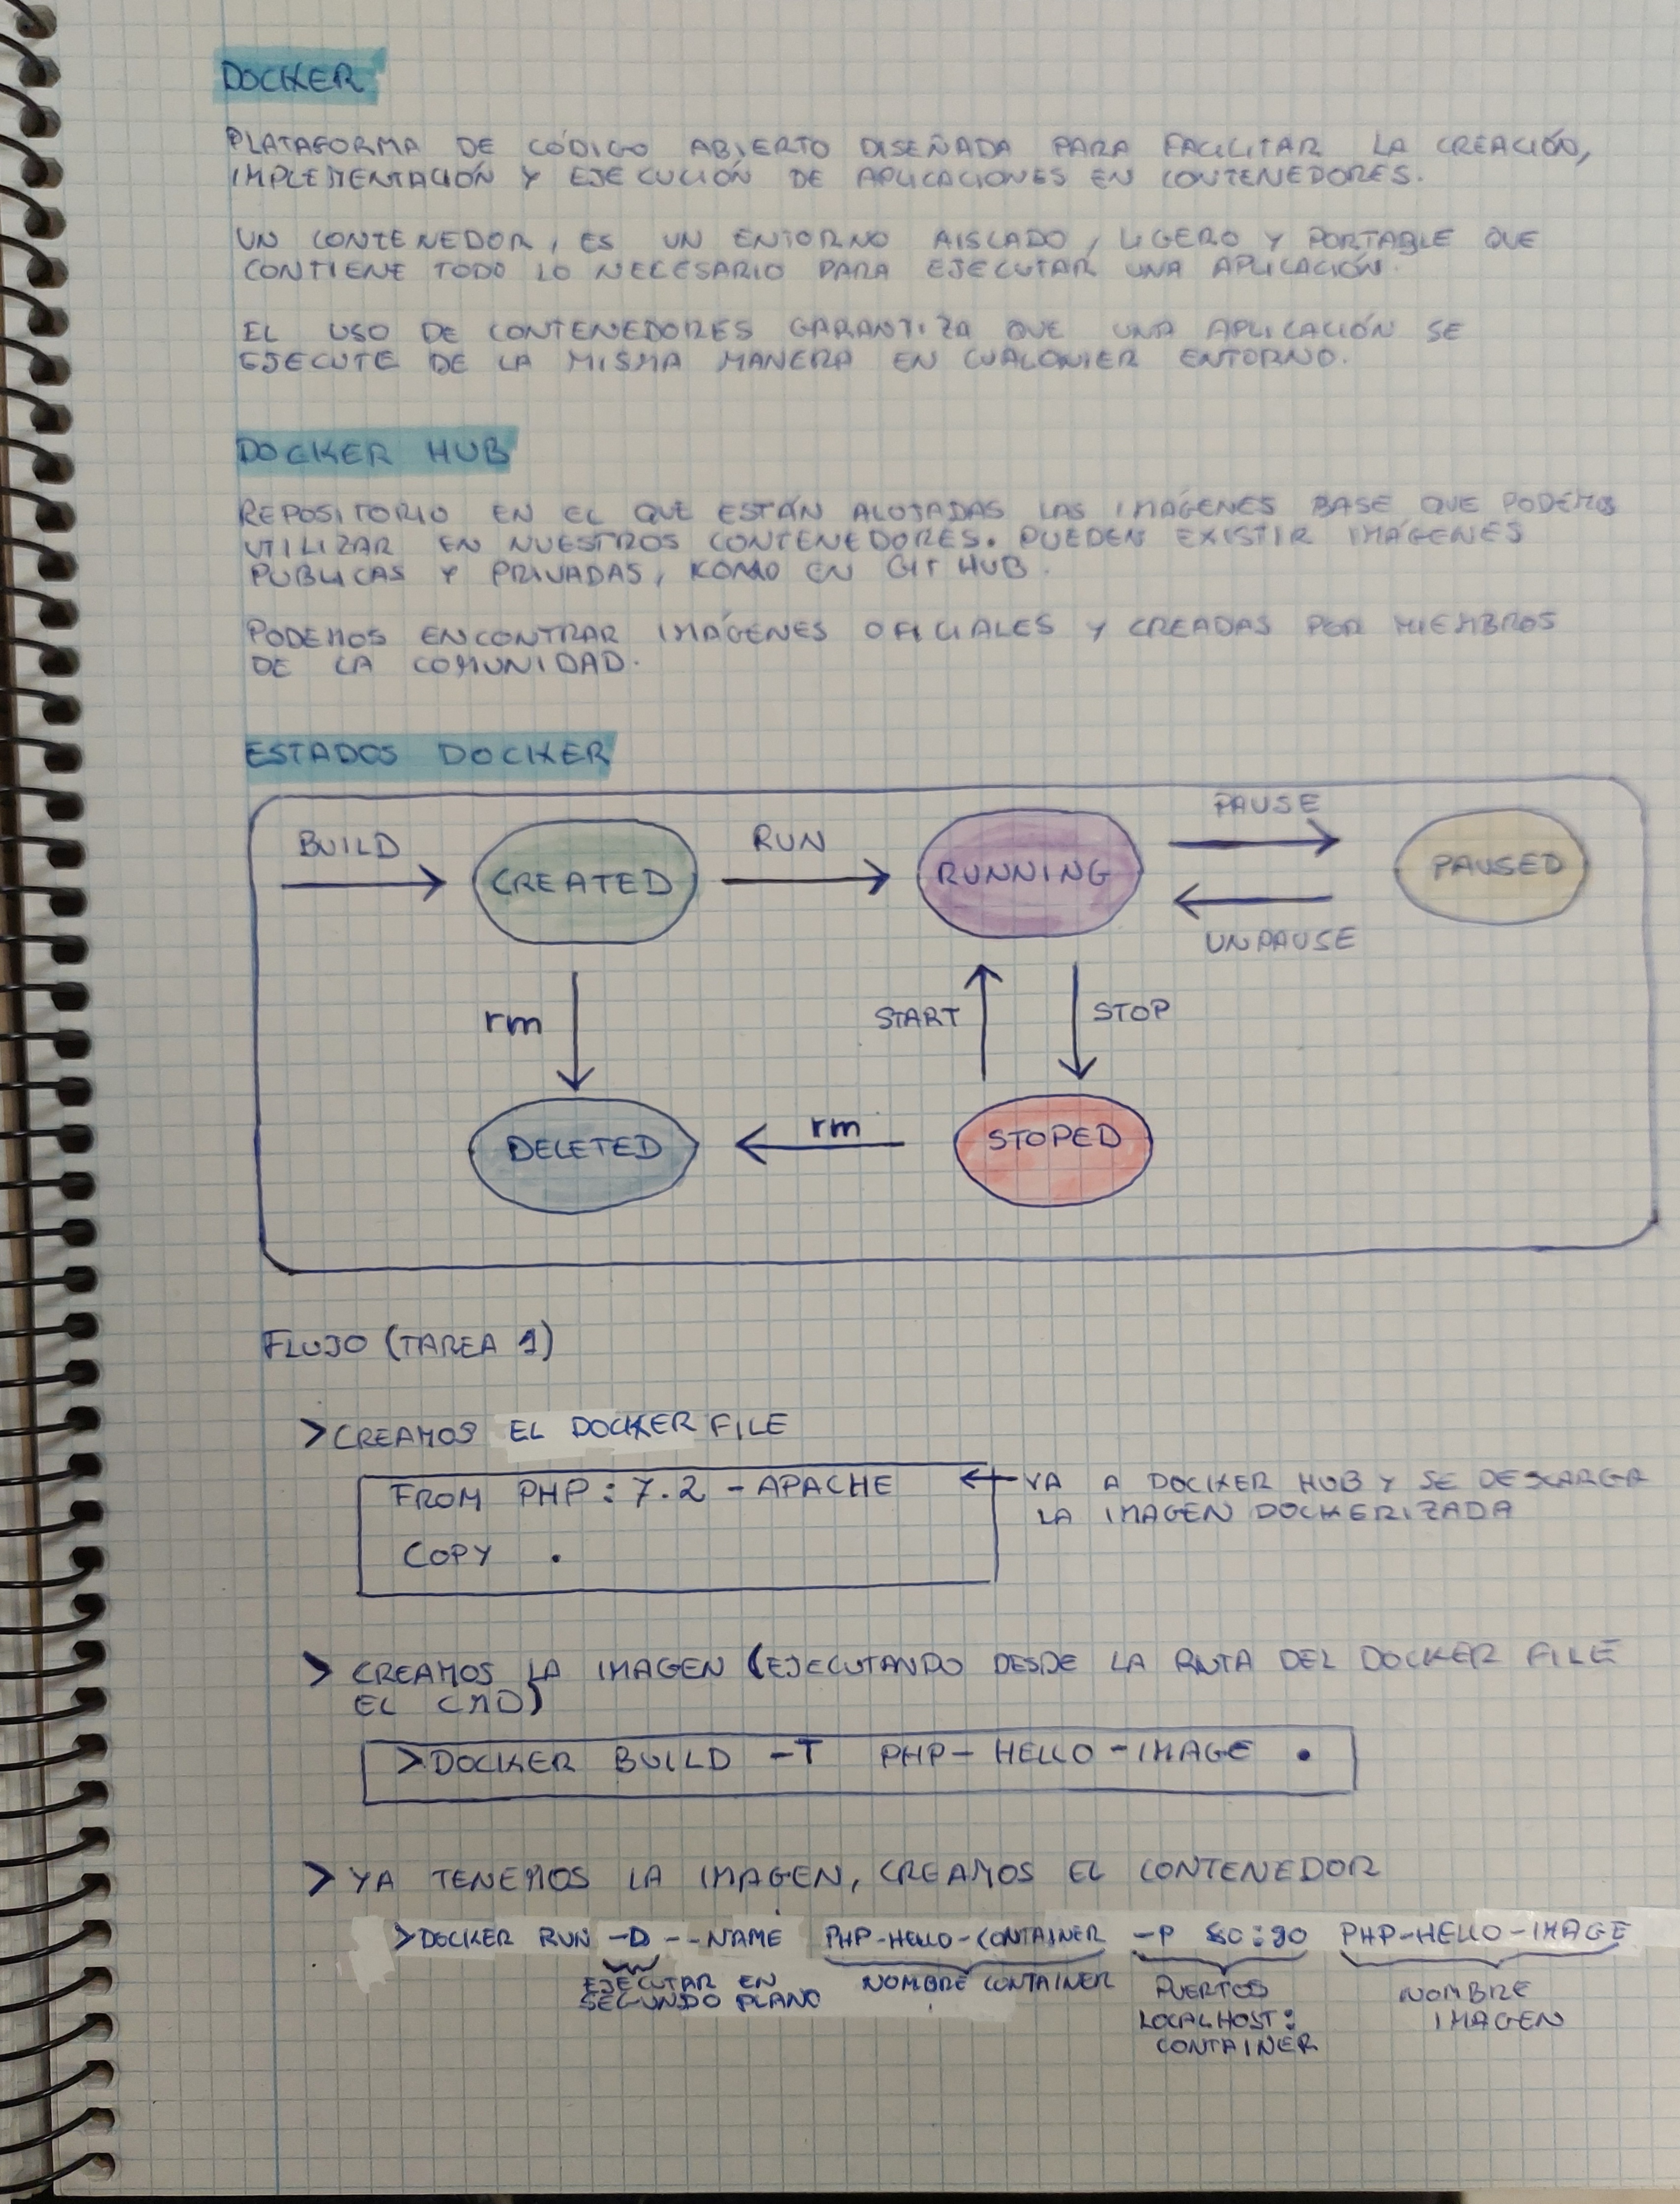 DOCKER
PLATAFORMA DE CÓDIGO ABIERTO DISEÑADA PARA FACILITAR LA CREACIÓN,
IMPLEMENTACIÓN Y EJECUCIÓN DE APLICACIONES EN CONTENEDORES.
UN CONTENEDOR, ES UN ENTORNO AISLADO, LIGERO Y PORTABLE QUE
CONTIENE TODO LO NECESARIO PARA EJECUTAR UNA APLICACIÓN.
EL USO DE CONTENEDORES GARANTIZA QUE UNA APLICACIÓN SE
EJECUTE DE LA MISMA MANERA EN CUALQUIER ENTORNO.
DOCKER HUB
REPOSITORIO EN EL QUE ESTÁN ALOJADAS LAS IMÁGENES BASE QUE PODEMOS
UTILIZAR EN NUESTROS CONTENEDORES. PUEDEN EXISTIR IMÁGENES
PUBLICAS Y PRIVADAS, KOMO EN GIT HUB.
PODEMOS ENCONTRAR IMÁGENES OFICIALES Y CREADAS POR MIEMBROS
DE LA COMUNIDAD.
ESTADOS DOCKER
BUILD
CREATED
RUN
RUNNING
PAUSE
PAUSED
UNPAUSE
rm
START
STOP
DELETED
rm
STOPED
FLUJO (TAREA 1)
> CREAMOS EL DOCKER FILE
FROM PHP:7.2-APACHE
COPY .
← VA A DOCKER HUB Y SE DESCARGA
LA IMAGEN DOCKERIZADA
> CREAMOS LA IMAGEN (EJECUTANDO DESDE LA RUTA DEL DOCKER FILE
EL CMD)
>DOCKER BUILD -T PHP-HELLO-IMAGE .
> YA TENEMOS LA IMAGEN, CREAMOS EL CONTENEDOR
>DOCKER RUN -D --NAME PHP-HELLO-CONTAINER -P 80:90 PHP-HELLO-IMAGE
EJECUTAR EN
SEGUNDO PLANO
NOMBRE CONTAINER
PUERTOS
LOCALHOST:
CONTAINER
NOMBRE
IMAGEN